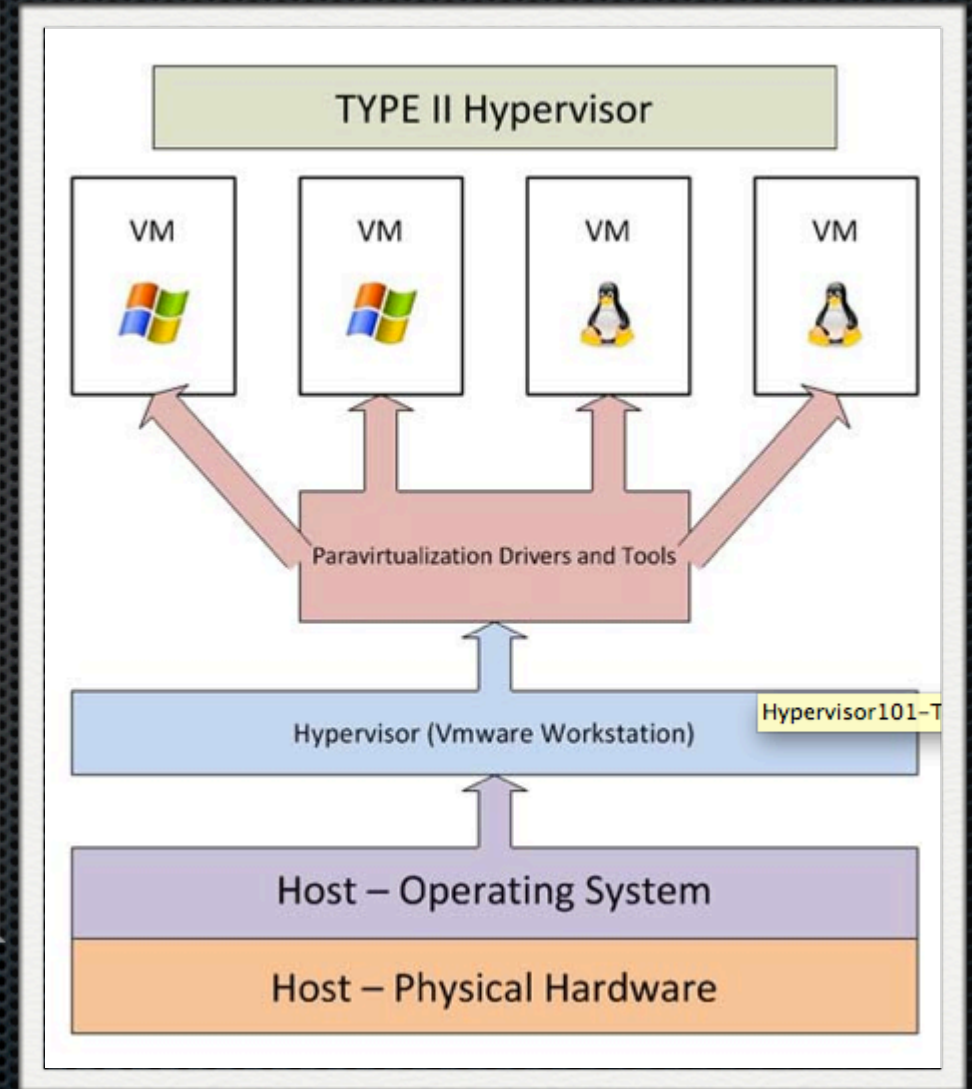 TYPE II Hypervisor
VM
VM
VM
VM
Paravirtualization Drivers and Tools
Hypervisor (Vmware Workstation)
Hypervisor101-T
Host – Operating System
Host – Physical Hardware